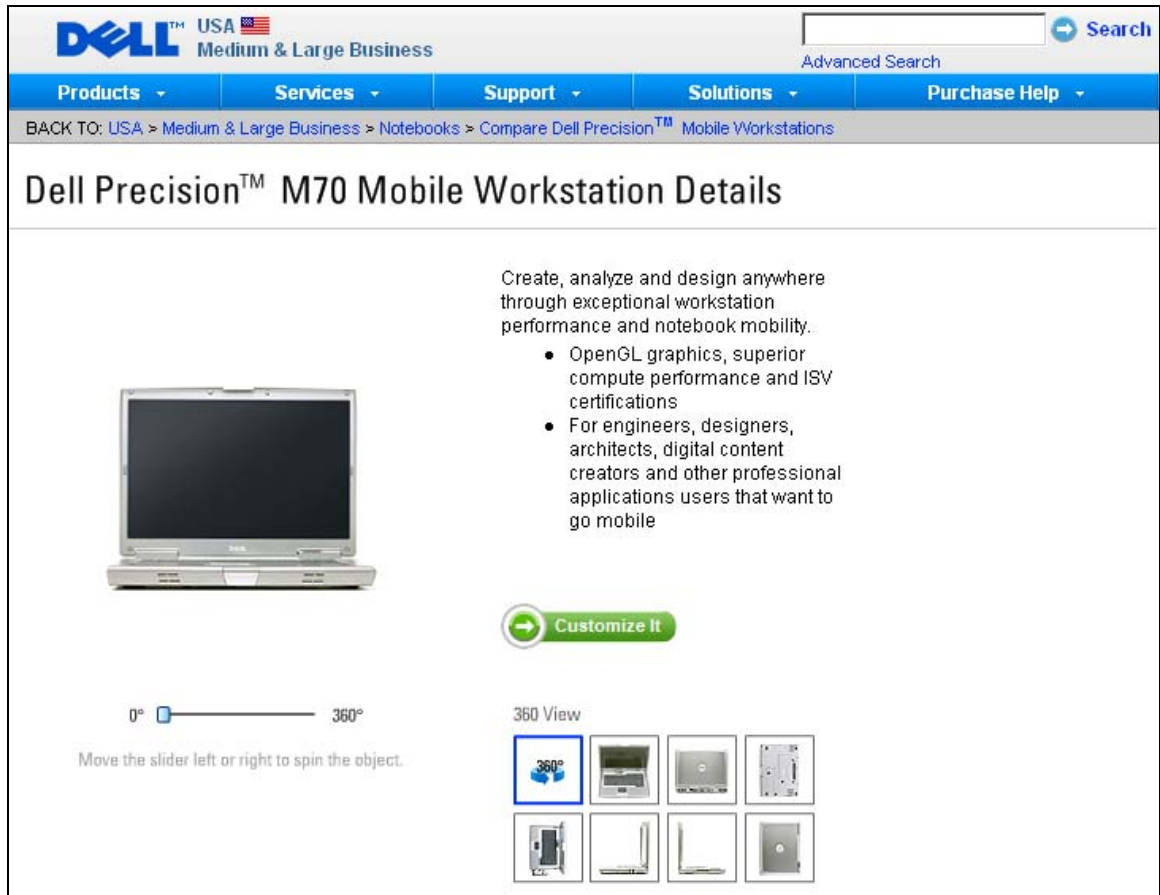 DELL™ USA
Medium & Large Business
Search
Advanced Search
Products Services Support Solutions Purchase Help
BACK TO: USA > Medium & Large Business > Notebooks > Compare Dell Precision™ Mobile Workstations
Dell Precision™ M70 Mobile Workstation Details
Create, analyze and design anywhere
through exceptional workstation
performance and notebook mobility.
• OpenGL graphics, superior
compute performance and ISV
certifications
• For engineers, designers,
architects, digital content
creators and other professional
applications users that want to
go mobile
DELL
Customize It
0° 360°
Move the slider left or right to spin the object.
360 View
360°